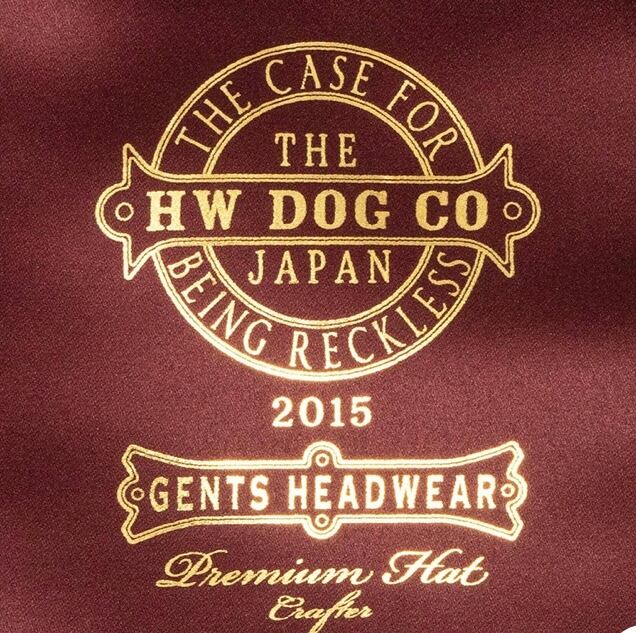 THE CASE FOR
THE
HW DOG CO
JAPAN
BEING RECKLESS
2015
GENTS HEADWEAR
Premium Hat
Crafter